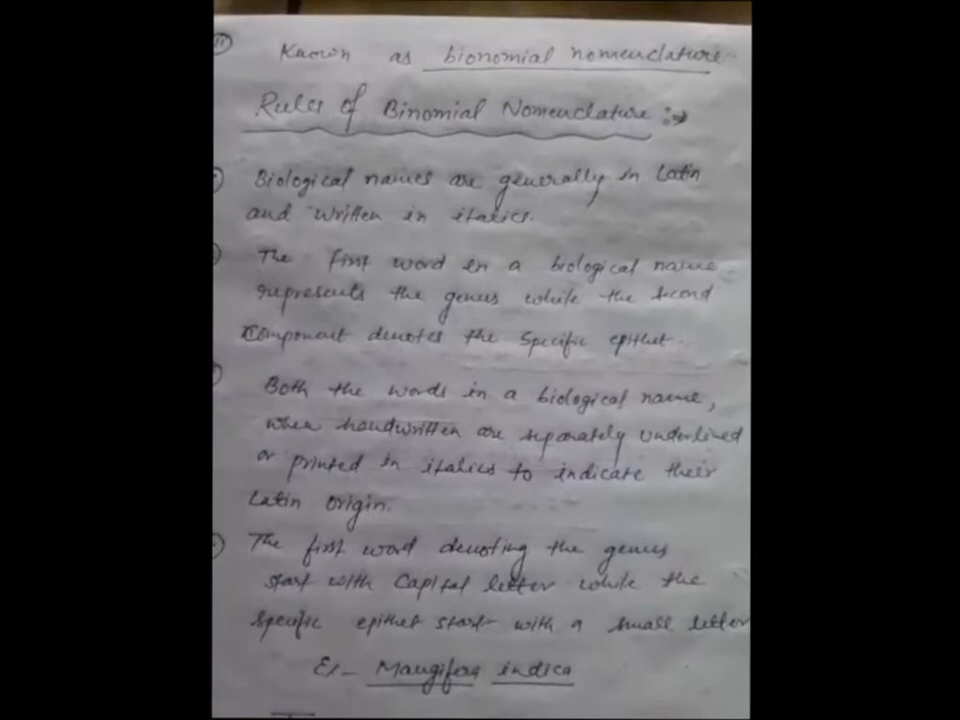 Known as bionomial nomenclature
Rules of Binomial Nomenclature :→
Biological names are generally in Latin
and written in italics.
The first word in a biological name
represents the genus while the second
Component denotes the specific epithet.
Both the words in a biological name,
when handwritten are separately underlined
or printed in italics to indicate their
Latin origin.
The first word denoting the genus
start with Capital letter while the
specific epithet start with a small letter
Ex- Mangifera indica